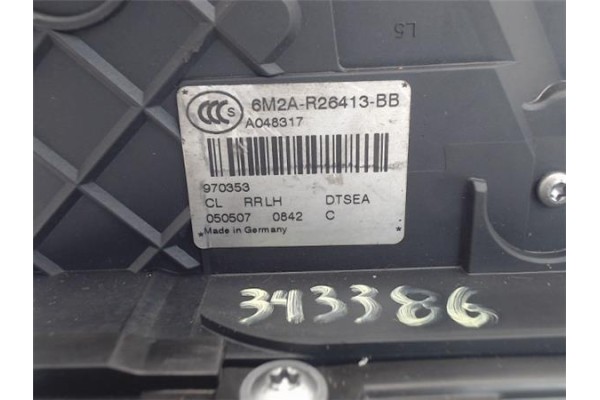 L5
CCC S 6M2A-R26413-BB
A048317
970353
CL RR LH DTSEA
050507 0842 C
* Made in Germany *
343386